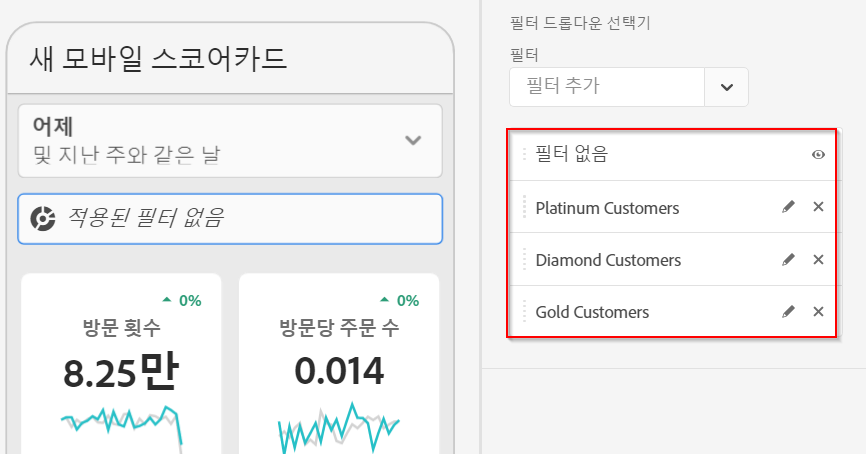 새 모바일 스코어카드
어제
및 지난 주와 같은 날
적용된 필터 없음
0%
방문 횟수
8.25만
0%
방문당 주문 수
0.014
필터 드롭다운 선택기
필터
필터 추가
필터 없음
Platinum Customers
Diamond Customers
Gold Customers